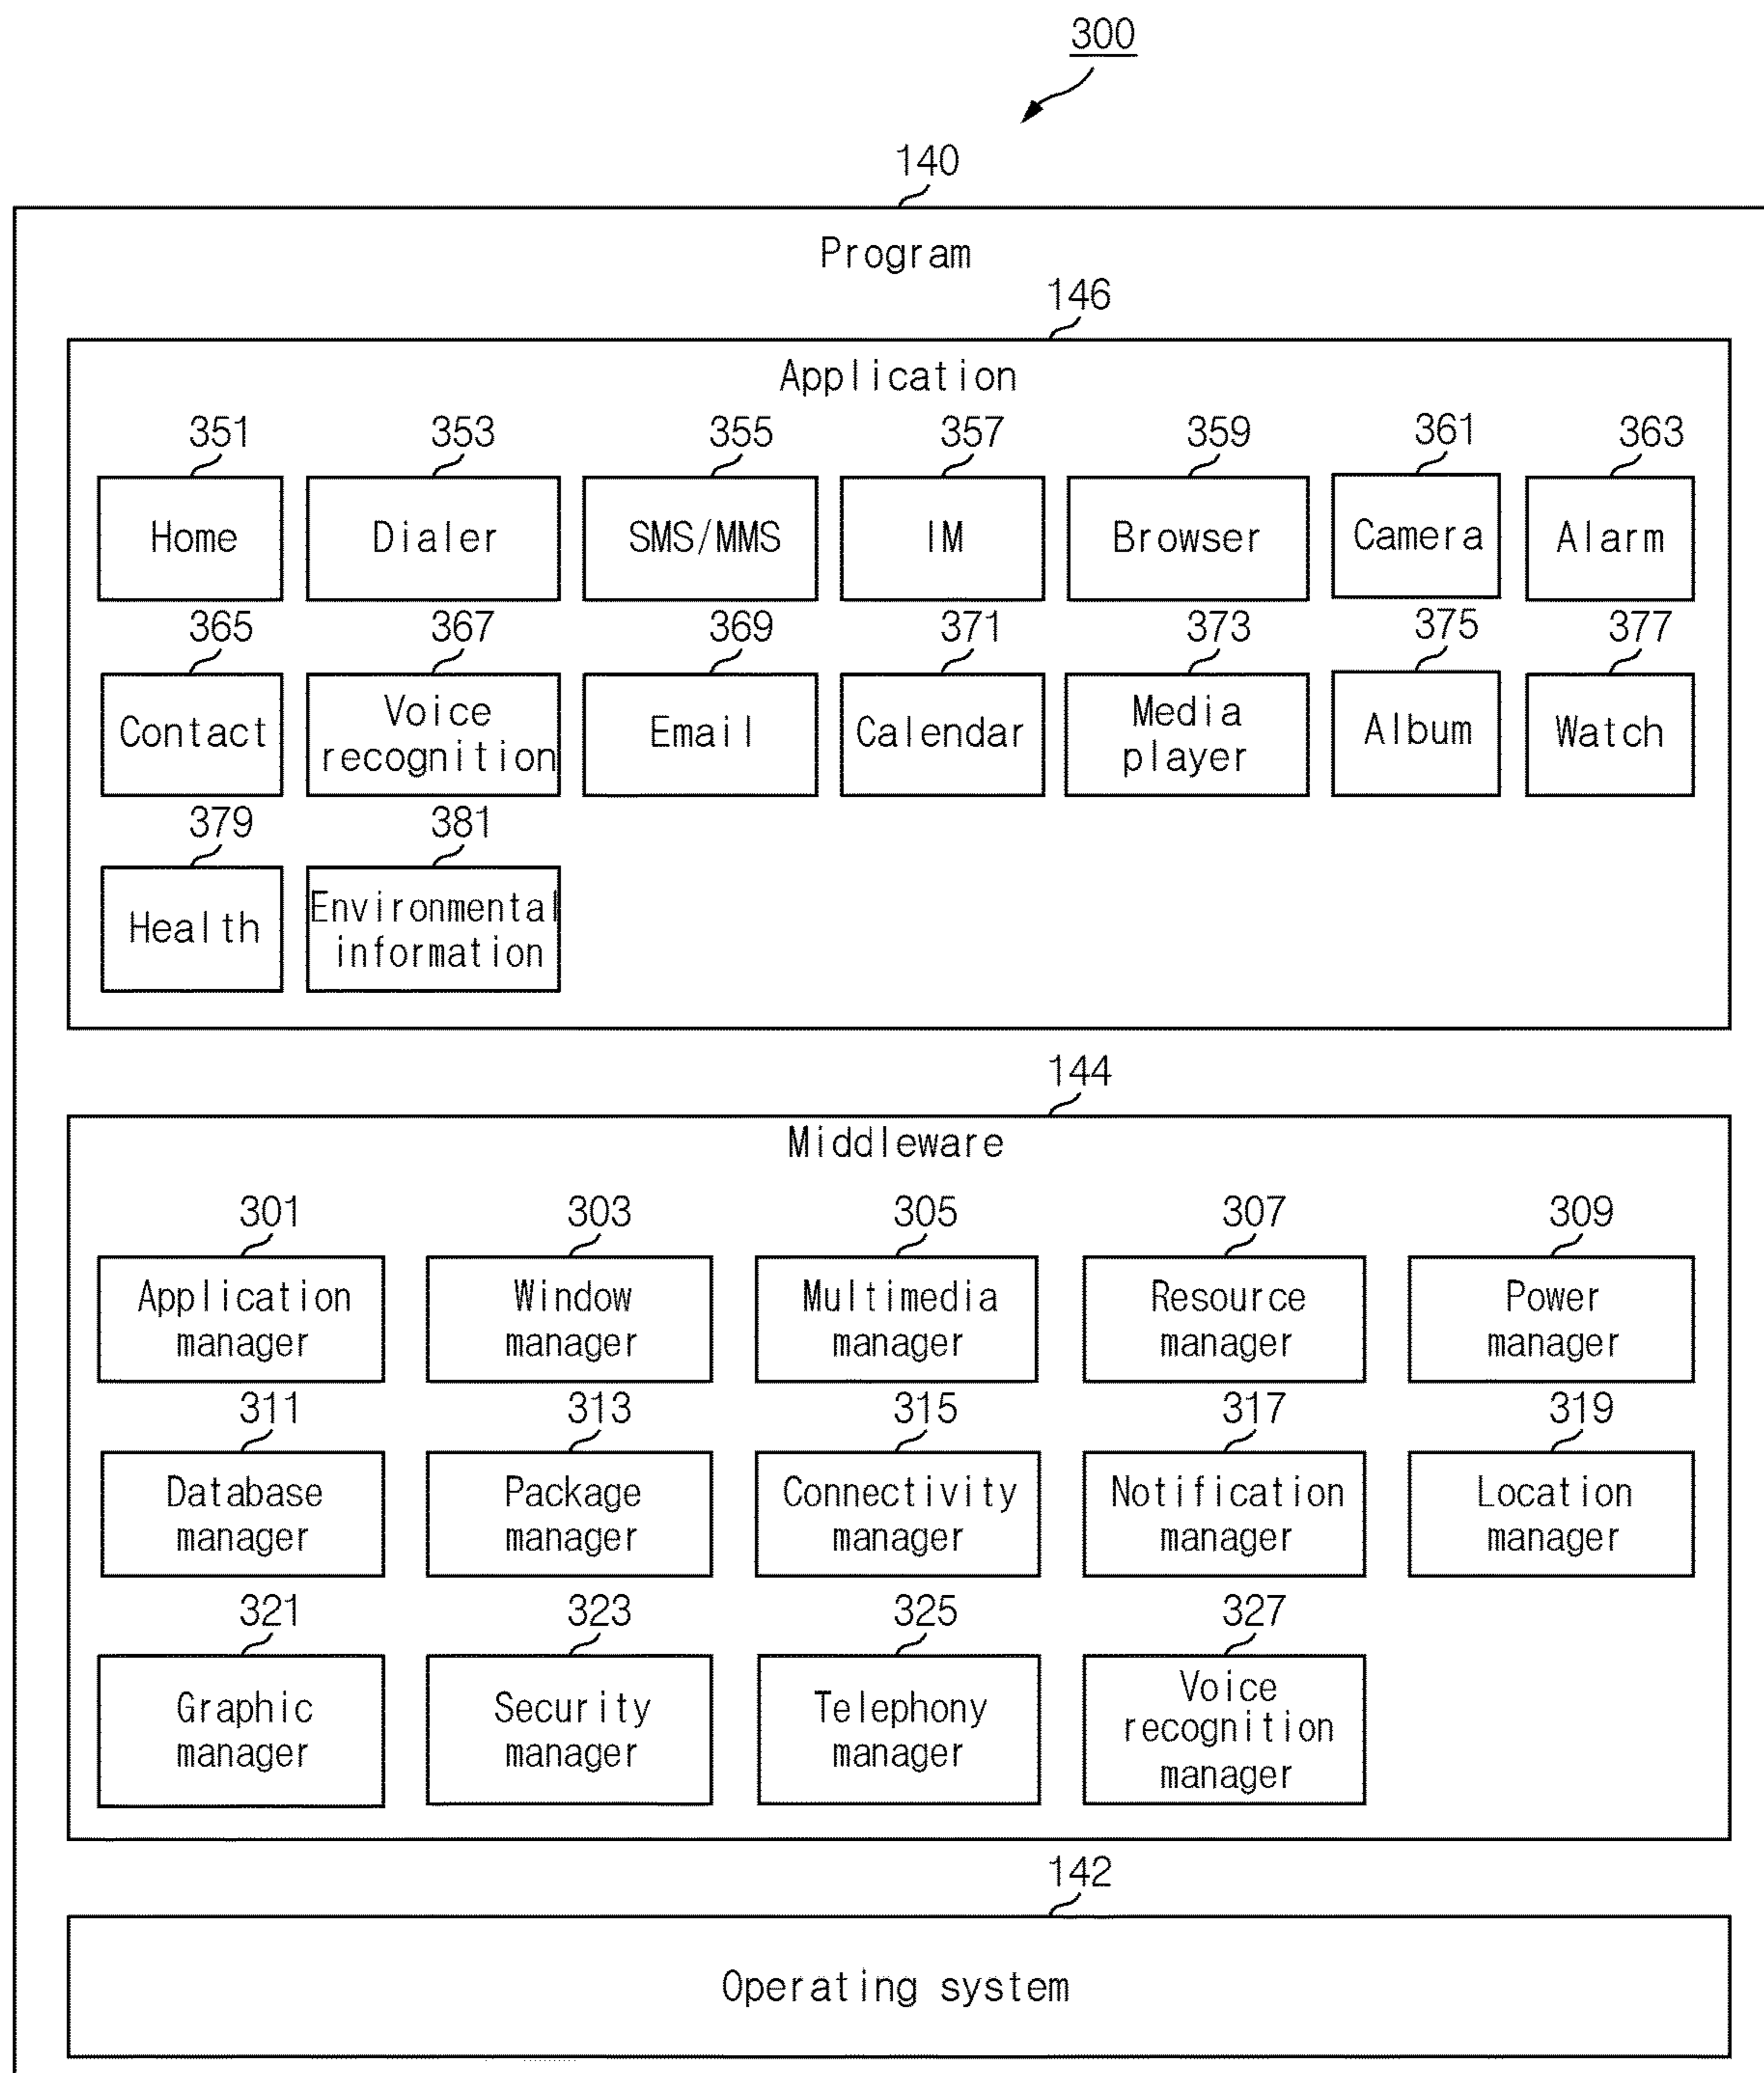 300
140
Program
146
Application
351 353 355 357 359 361 363
Home Dialer SMS/MMS IM Browser Camera Alarm
365 367 369 371 373 375 377
Contact Voice recognition Email Calendar Media player Album Watch
379 381
Health Environmental information
144
Middleware
301 303 305 307 309
Application manager Window manager Multimedia manager Resource manager Power manager
311 313 315 317 319
Database manager Package manager Connectivity manager Notification manager Location manager
321 323 325 327
Graphic manager Security manager Telephony manager Voice recognition manager
142
Operating system